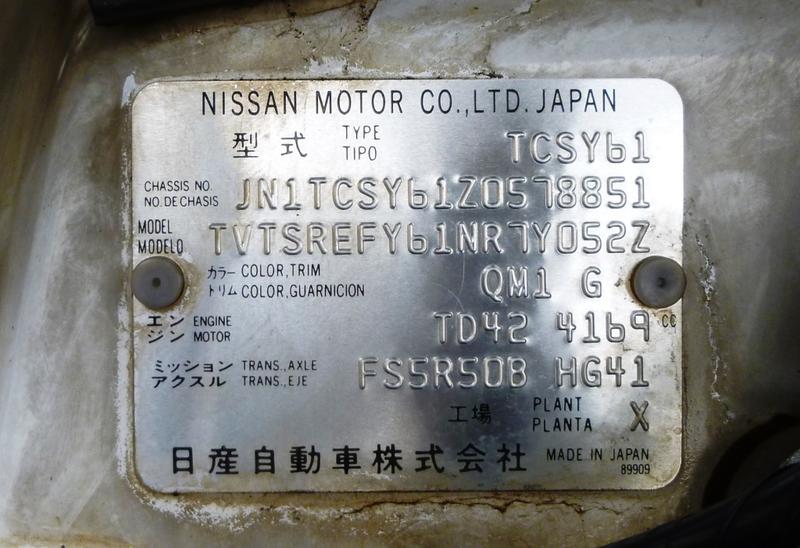 NISSAN MOTOR CO.,LTD. JAPAN
型式 TYPE TIPO TCSY61
CHASSIS NO. NO. DE CHASIS JN1TCSY61Z0578851
MODEL MODELO TVTSREFY61NR7Y052Z
カラー COLOR,TRIM
トリム COLOR,GUARNICION QM1 G
エンジン ENGINE MOTOR TD42 4169 CC
ミッション TRANS.,AXLE
アクスル TRANS.,EJE FS5R50B HG41
工場 PLANT PLANTA X
日産自動車株式会社 MADE IN JAPAN
89909